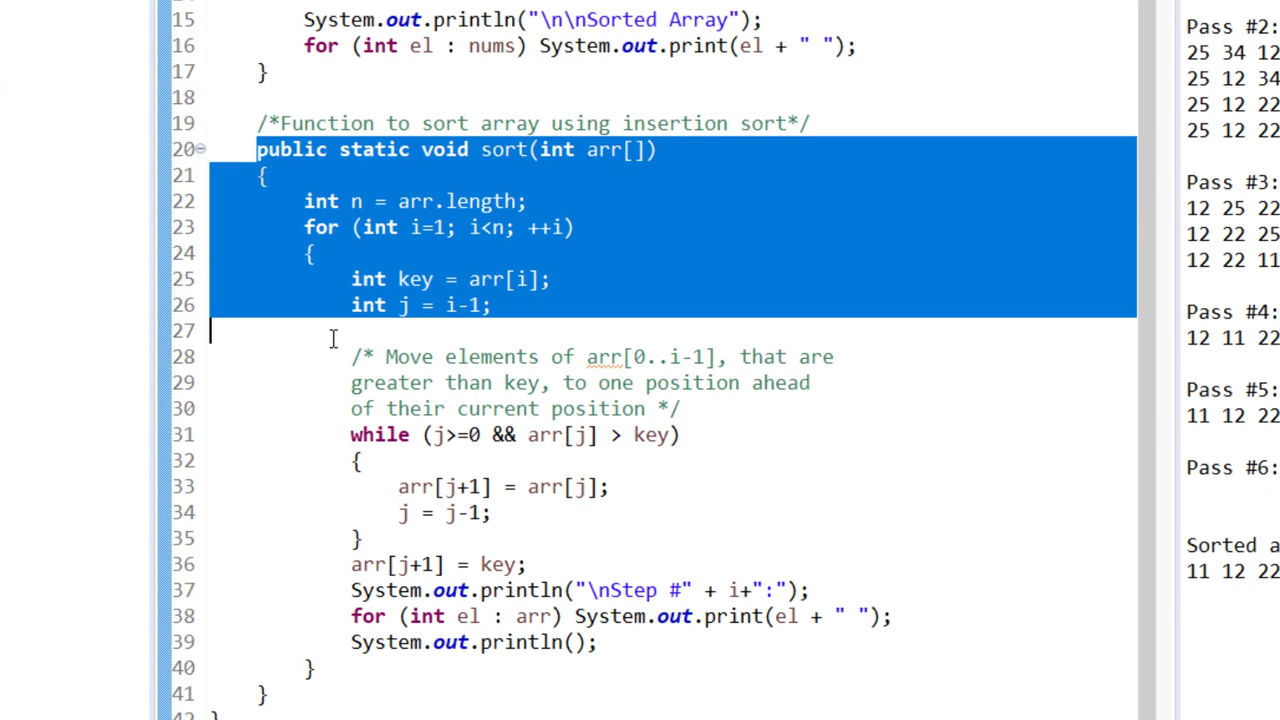 15 System.out.println("\n\nSorted Array");
16 for (int el : nums) System.out.print(el + " ");
17 }
18
19 /*Function to sort array using insertion sort*/
20 public static void sort(int arr[])
21 {
22 int n = arr.length;
23 for (int i=1; i<n; ++i)
24 {
25 int key = arr[i];
26 int j = i-1;
27
28 /* Move elements of arr[0..i-1], that are
29 greater than key, to one position ahead
30 of their current position */
31 while (j>=0 && arr[j] > key)
32 {
33 arr[j+1] = arr[j];
34 j = j-1;
35 }
36 arr[j+1] = key;
37 System.out.println("\nStep #" + i+":");
38 for (int el : arr) System.out.print(el + " ");
39 System.out.println();
40 }
41 }
Pass #2:
25 34 12
25 12 34
25 12 22
25 12 22
Pass #3:
12 25 22
12 22 25
12 22 11
Pass #4:
12 11 22
Pass #5:
11 12 22
Pass #6:
Sorted a
11 12 22